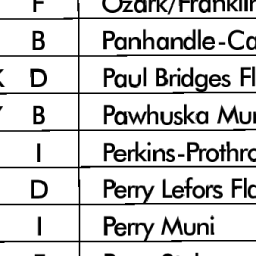 F Ozark/Franklin
B Panhandle-Ca
D Paul Bridges Fl
B Pawhuska Mu
I Perkins-Prothro
D Perry Lefors Fl
I Perry Muni